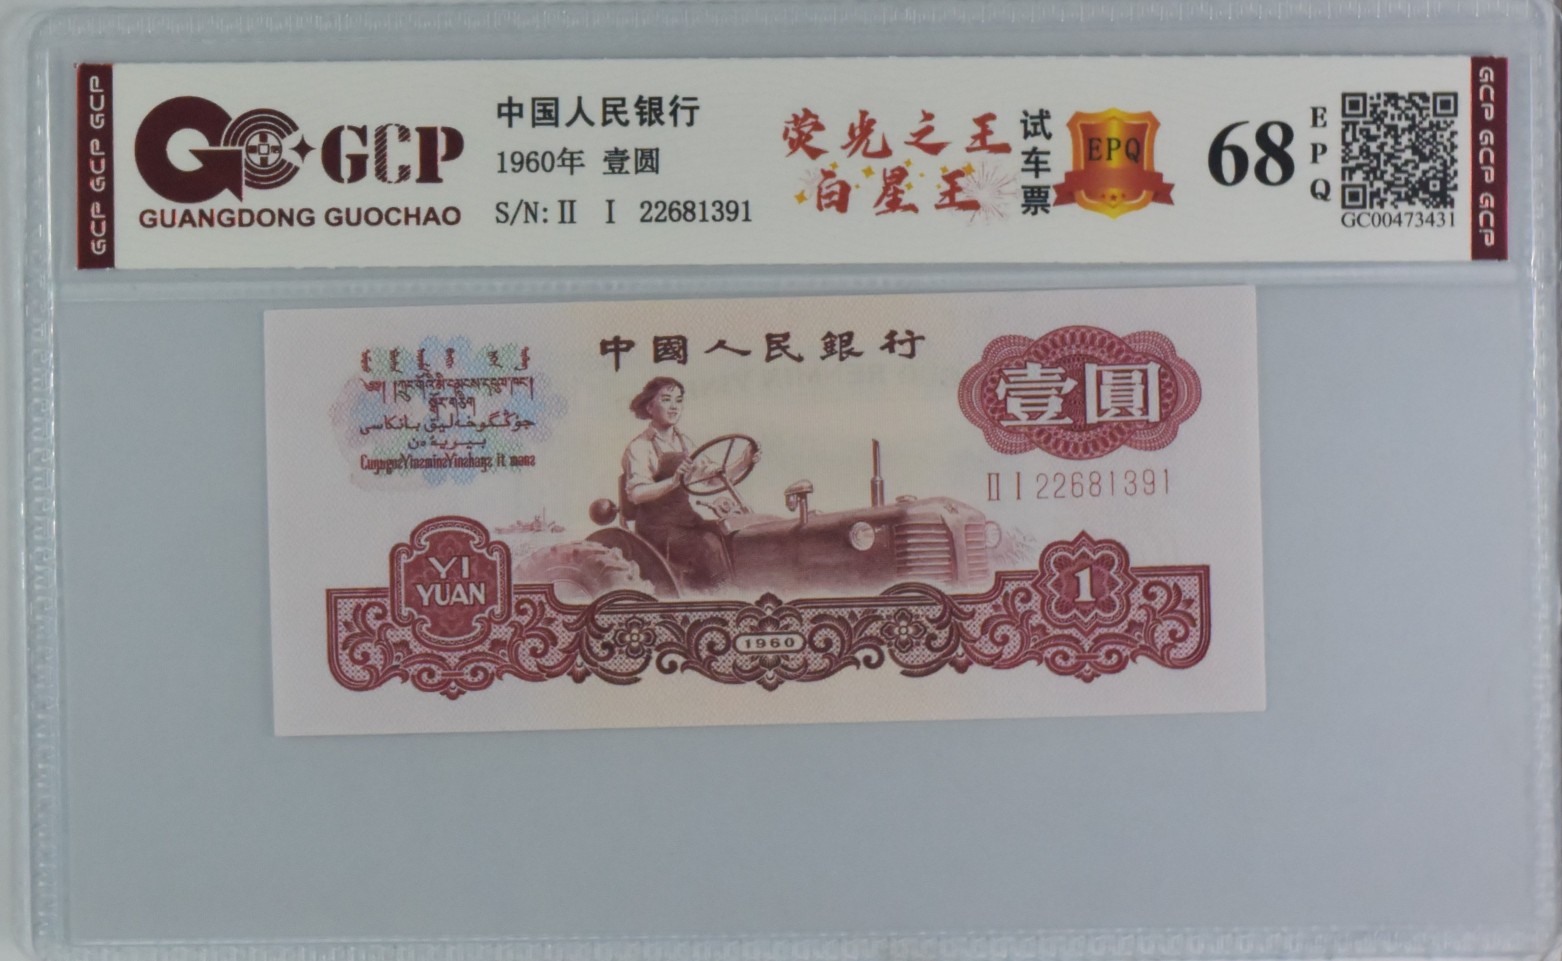 GCP GCP GCP
GCP
GUANGDONG GUOCHAO
中国人民银行
1960年 壹圆
S/N: II I 22681391
荧光之王
白星王
试车票
EPQ
68
EPQ
GC00473431
GCP GCP GCP
中國人民銀行
壹圓
II I 22681391
YI
YUAN
1960
1